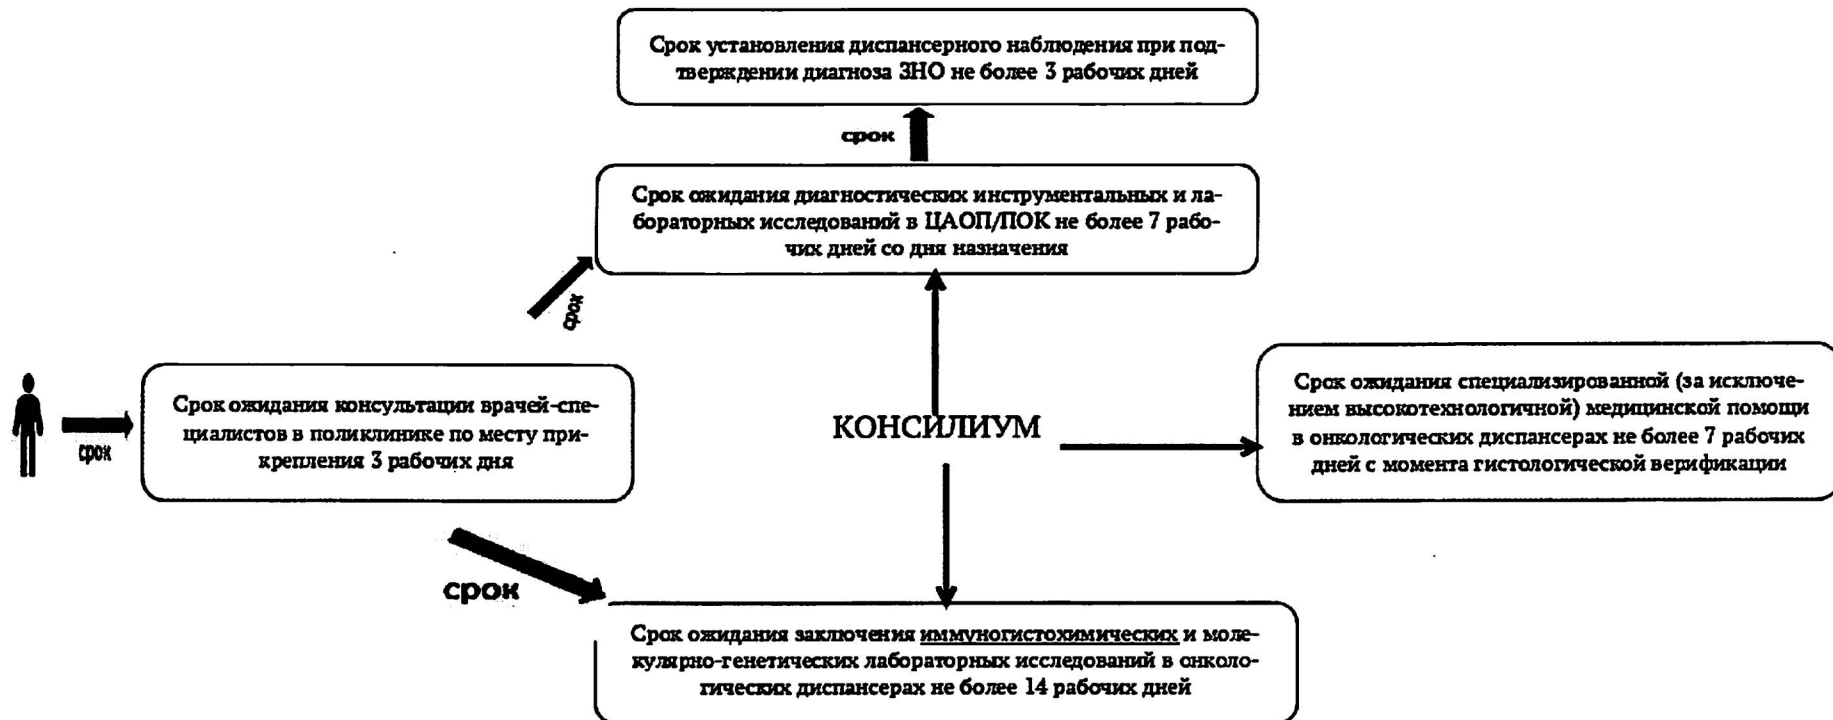 Срок установления диспансерного наблюдения при под-
тверждении диагноза ЗНО не более 3 рабочих дней
срок
Срок ожидания диагностических инструментальных и ла-
бораторных исследований в ЦАОП/ПОК не более 7 рабо-
чих дней со дня назначения
срок
Срок ожидания консультации врачей-спе-
циалистов в поликлинике по месту при-
крепления 3 рабочих дня
срок
КОНСИЛИУМ
Срок ожидания специализированной (за исключе-
нием высокотехнологичной) медицинской помощи
в онкологических диспансерах не более 7 рабочих
дней с момента гистологической верификации
срок
Срок ожидания заключения иммуногистохимических и моле-
кулярно-генетических лабораторных исследований в онколо-
гических диспансерах не более 14 рабочих дней